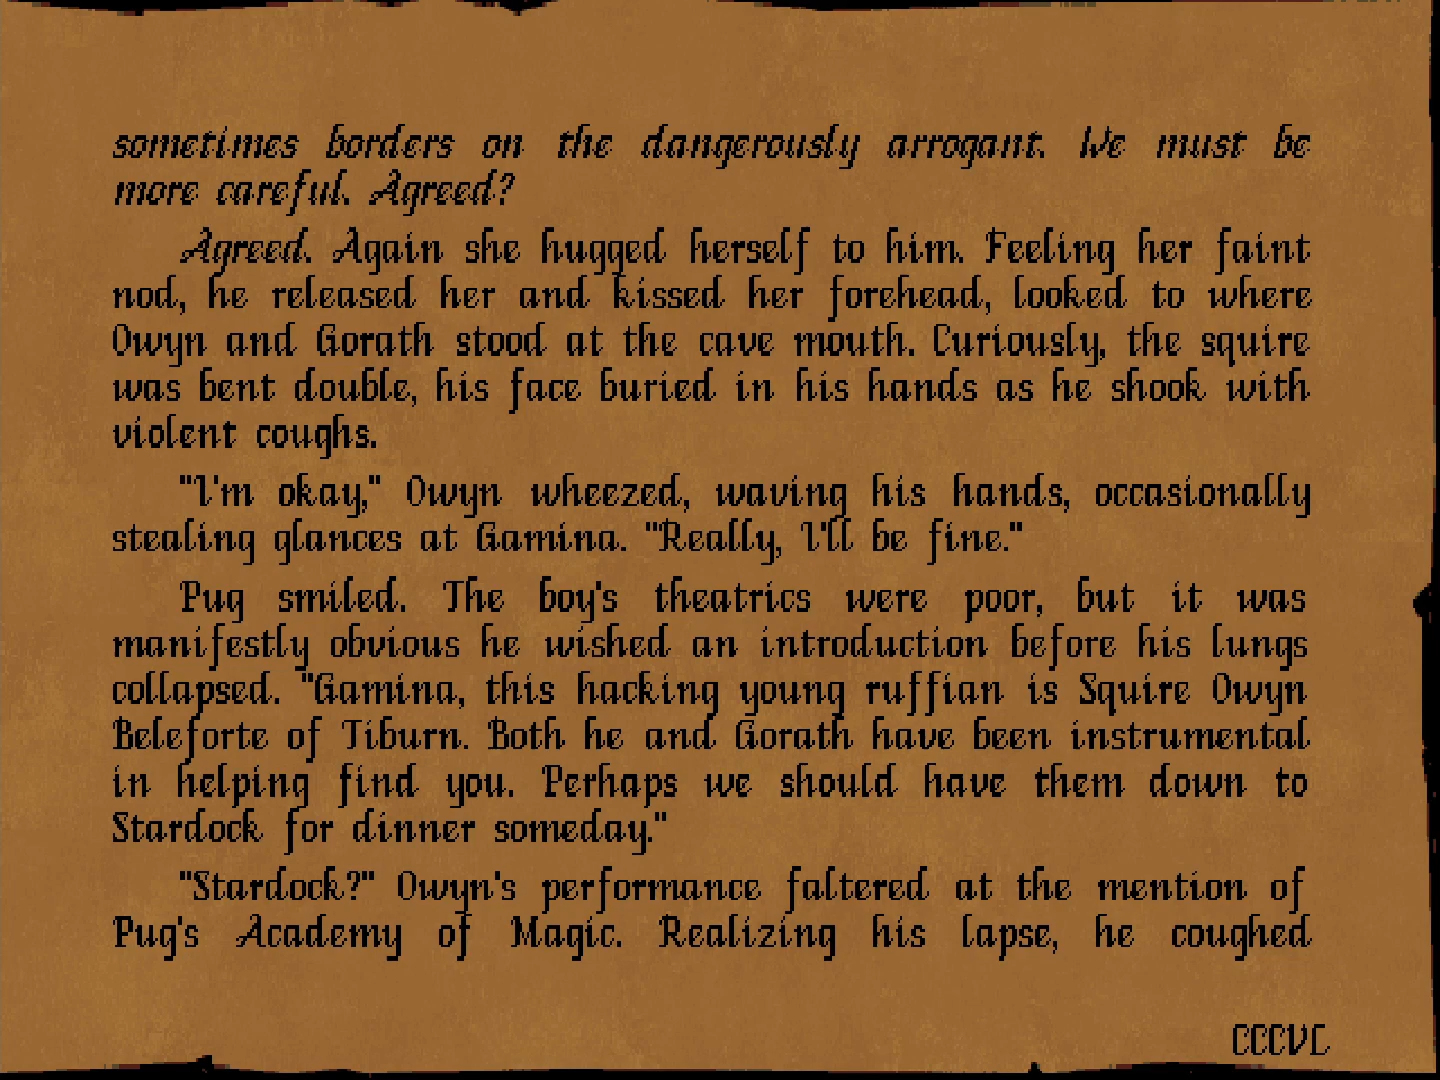 sometimes borders on the dangerously arrogant. We must be
more careful. Agreed?
Agreed. Again she hugged herself to him. Feeling her faint
nod, he released her and kissed her forehead, looked to where
Owyn and Gorath stood at the cave mouth. Curiously, the squire
was bent double, his face buried in his hands as he shook with
violent coughs.
"I'm okay," Owyn wheezed, waving his hands, occasionally
stealing glances at Gamina. "Really, I'll be fine."
Pug smiled. The boy's theatrics were poor, but it was
manifestly obvious he wished an introduction before his lungs
collapsed. "Gamina, this hacking young ruffian is Squire Owyn
Beleforte of Tiburn. Both he and Gorath have been instrumental
in helping find you. Perhaps we should have them down to
Stardock for dinner someday."
"Stardock?" Owyn's performance faltered at the mention of
Pug's Academy of Magic. Realizing his lapse, he coughed
CCCVL